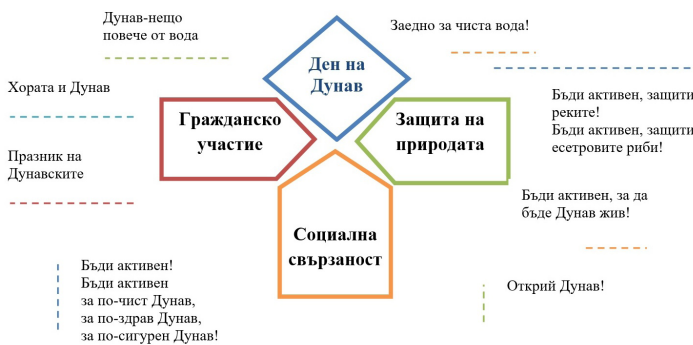 Дунав-нещо
повече от вода
Заедно за чиста вода!
Ден на
Дунав
Хората и Дунав
Гражданско
участие
Защита на
природата
Бъди активен, защити
реките!
Бъди активен, защити
есетровите риби!
Празник на
Дунавските
Бъди активен, за да
бъде Дунав жив!
Социална
свързаност
Бъди активен!
Бъди активен
за по-чист Дунав,
за по-здрав Дунав,
за по-сигурен Дунав!
Открий Дунав!